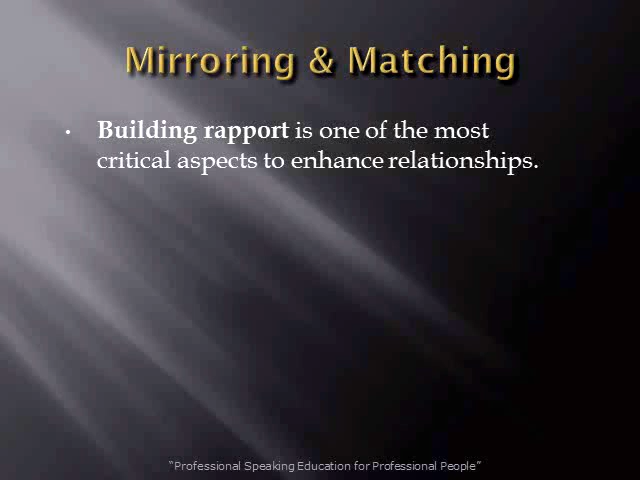 Mirroring & Matching
• Building rapport is one of the most
critical aspects to enhance relationships.
“Professional Speaking Education for Professional People”